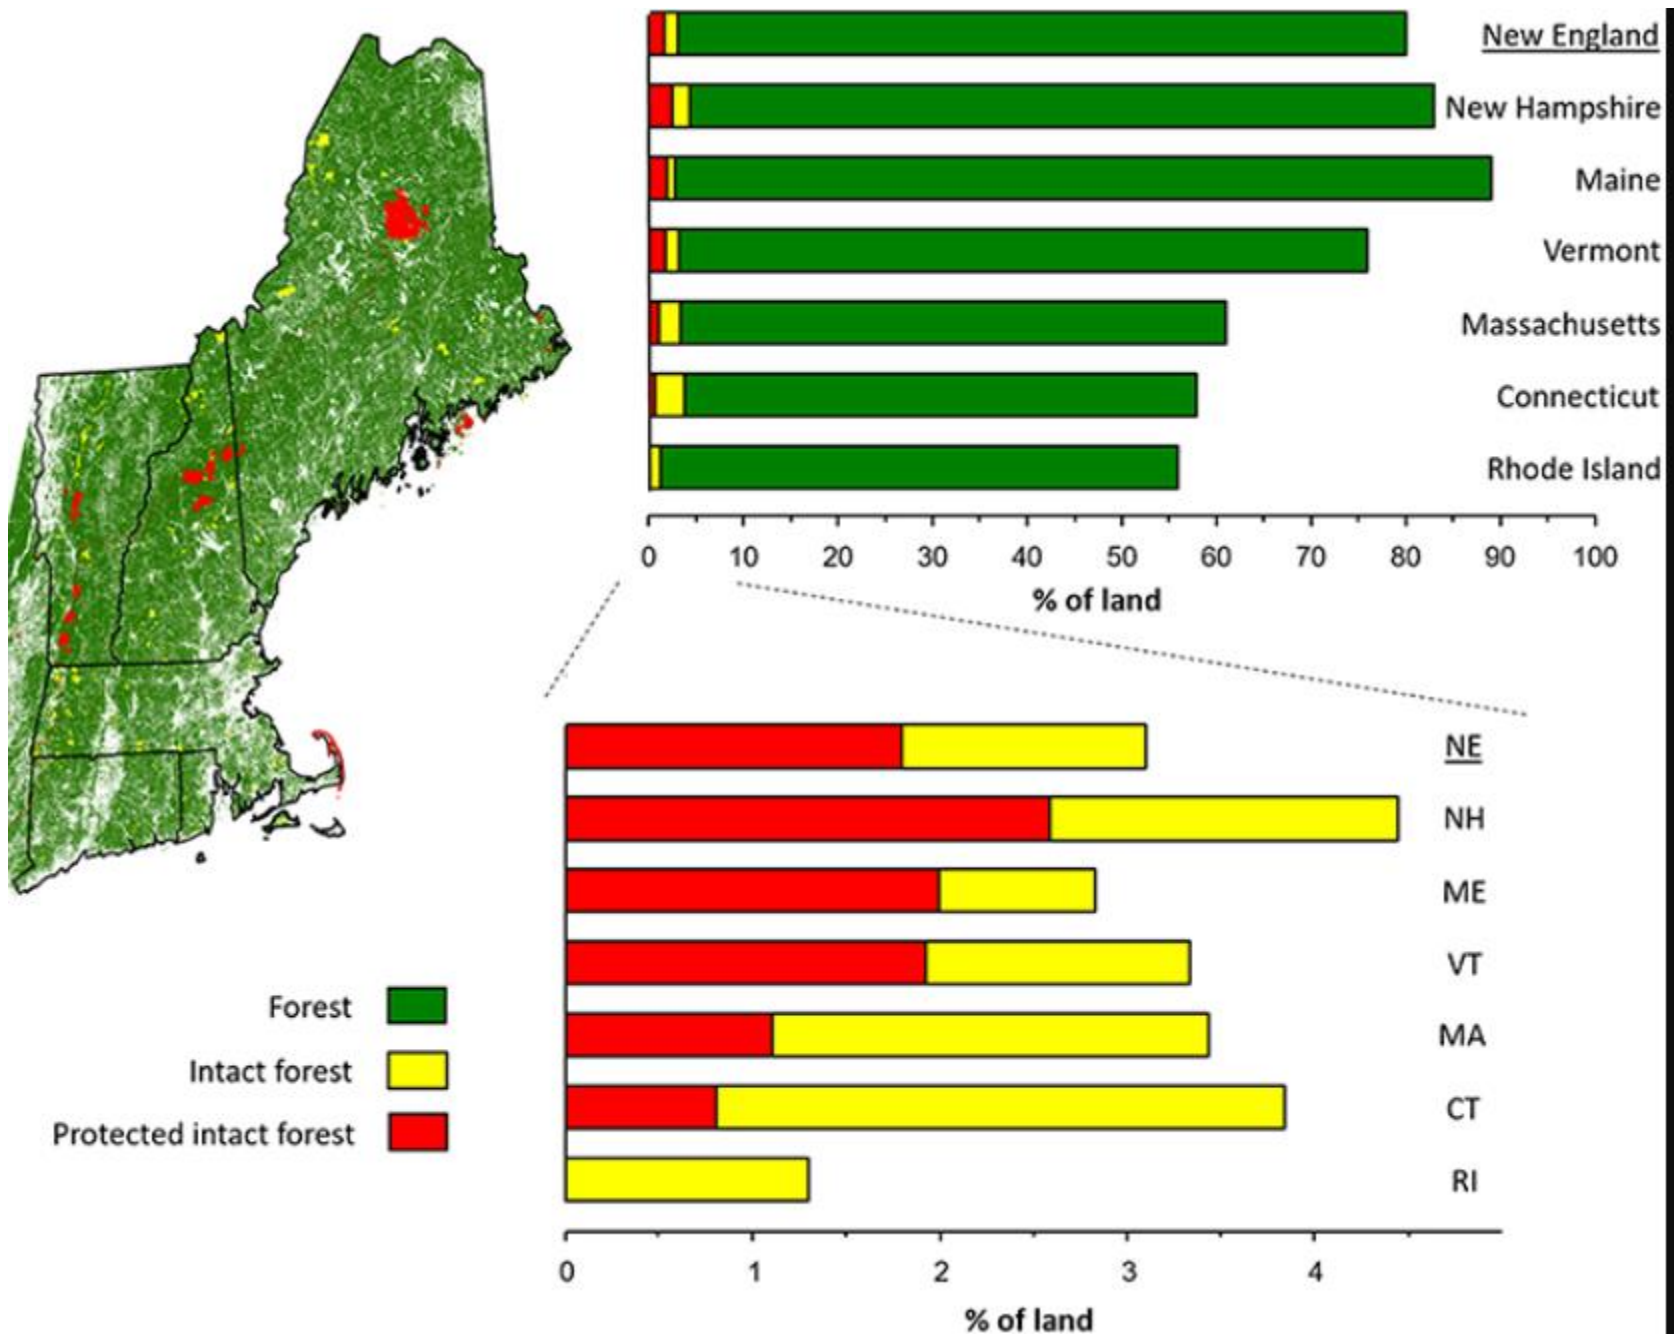 New England
New Hampshire
Maine
Vermont
Massachusetts
Connecticut
Rhode Island
0 10 20 30 40 50 60 70 80 90 100
% of land
NE
NH
ME
VT
MA
CT
RI
0 1 2 3 4
% of land
Forest
Intact forest
Protected intact forest